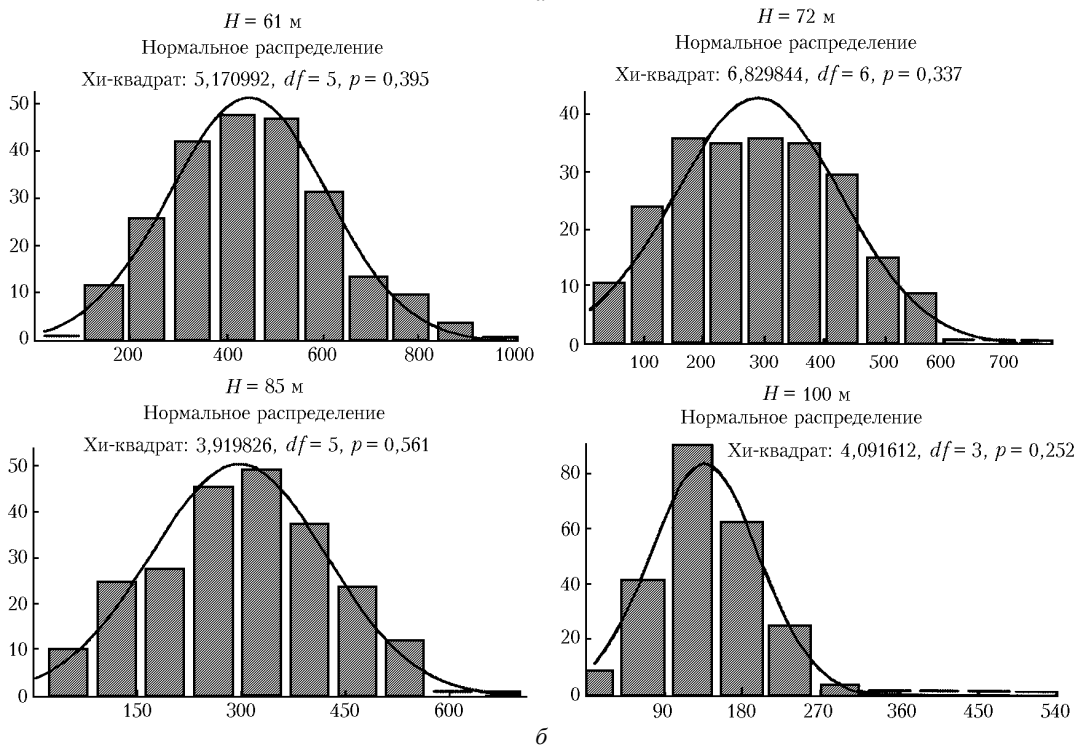 H = 61 м
Нормальное распределение
Хи-квадрат: 5,170992, df = 5, p = 0,395
50
40
30
20
10
0
200 400 600 800 1000
H = 72 м
Нормальное распределение
Хи-квадрат: 6,829844, df = 6, p = 0,337
40
30
20
10
0
100 200 300 400 500 600 700
H = 85 м
Нормальное распределение
Хи-квадрат: 3,919826, df = 5, p = 0,561
50
40
30
20
10
0
150 300 450 600
H = 100 м
Нормальное распределение
Хи-квадрат: 4,091612, df = 3, p = 0,252
80
60
40
20
0
90 180 270 360 450 540
б